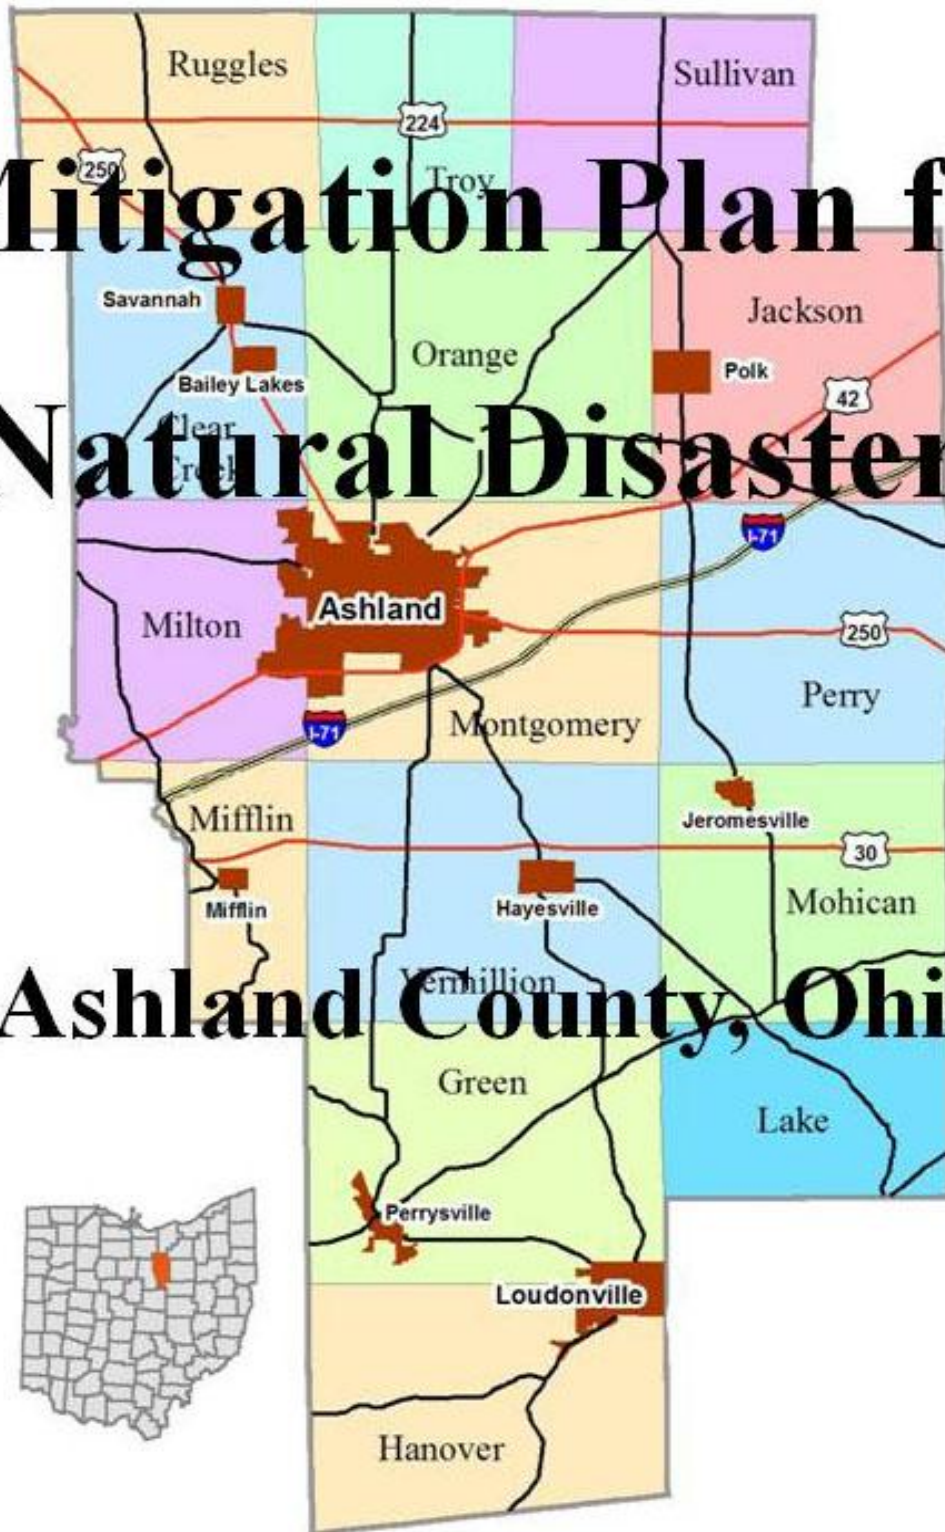 Ruggles
Sullivan
224
250
Troy
Mitigation Plan f
Savannah
Jackson
Orange
Bailey Lakes
Polk
42
Clear
Creek
Natural Disaster
I-71
Ashland
Milton
250
Perry
I-71
Montgomery
Mifflin
Jeromesville
30
Mifflin
Hayesville
Mohican
Vermillion
Ashland County, Ohi
Green
Lake
Perrysville
Loudonville
Hanover